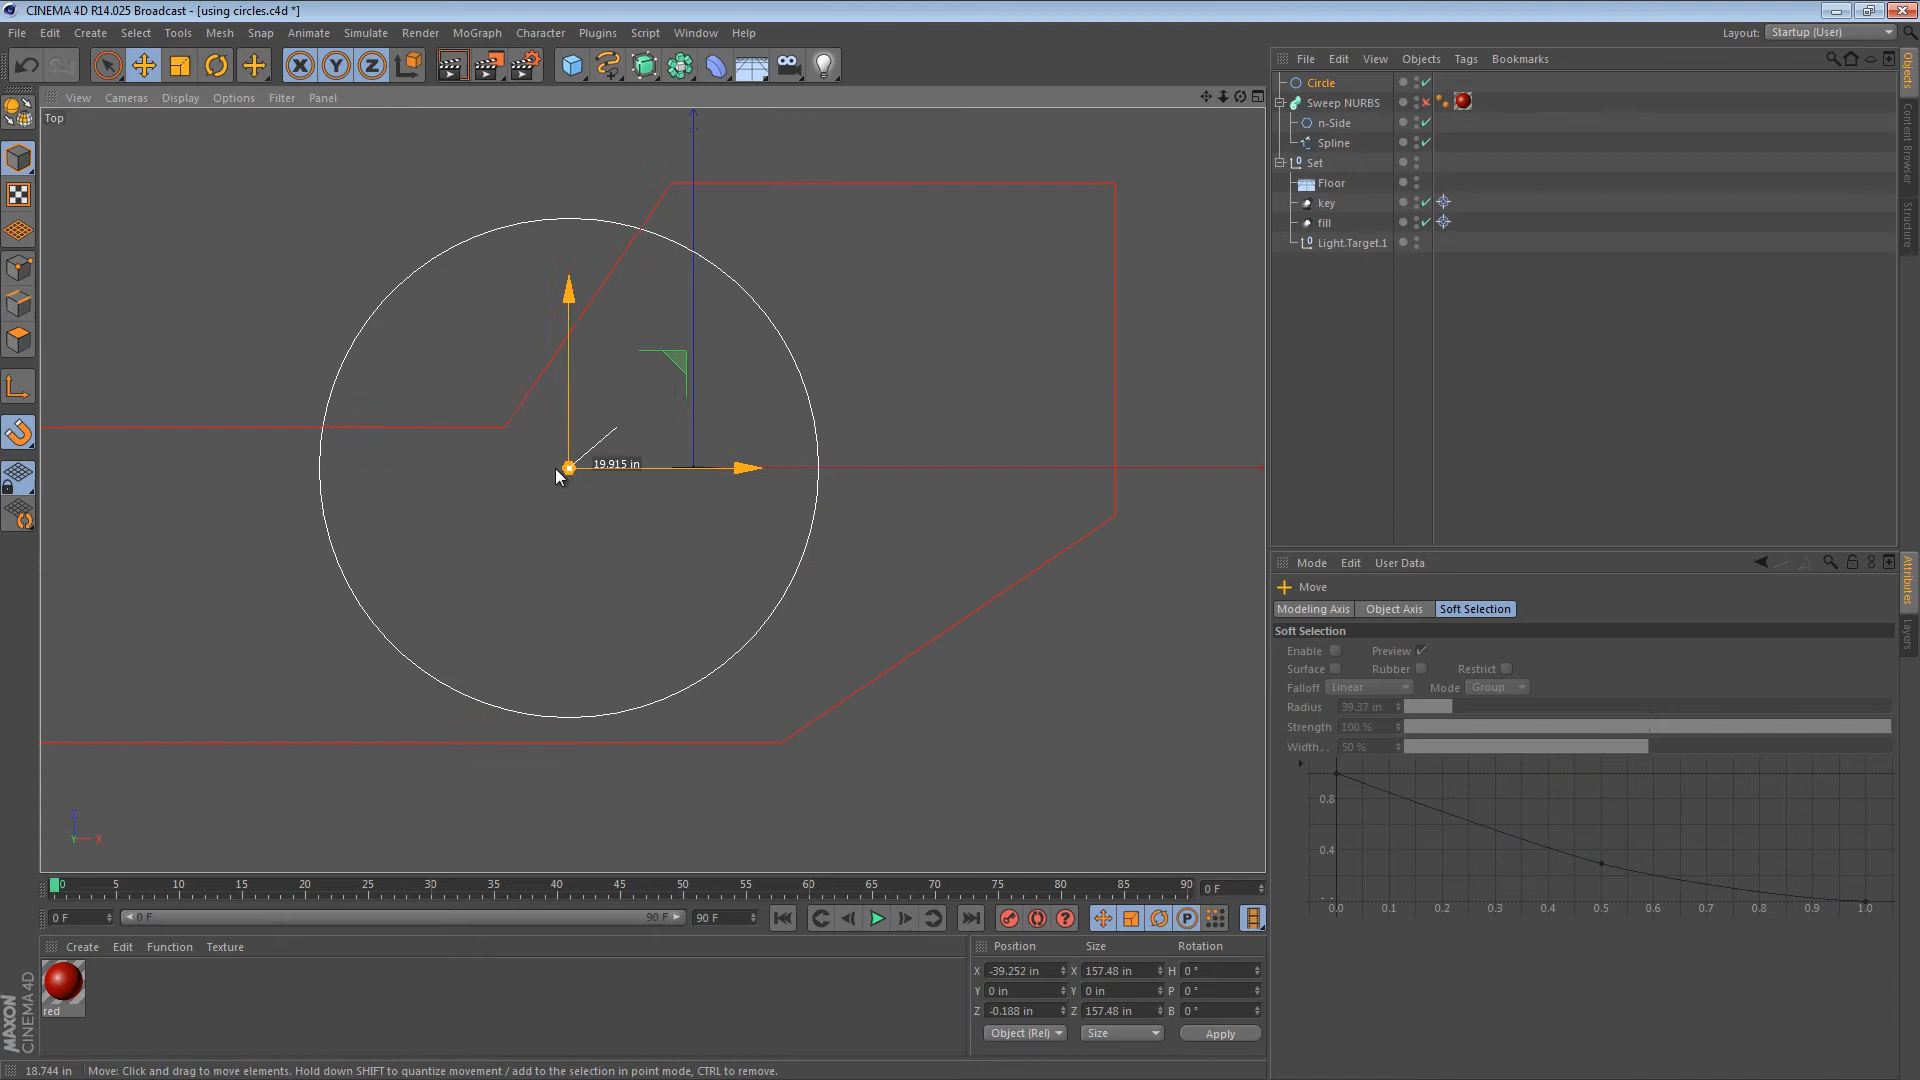 CINEMA 4D R14.025 Broadcast - [using circles.c4d *]
File Edit Create Select Tools Mesh Snap Animate Simulate Render MoGraph Character Plugins Script Window Help Layout: Startup (User)
File Edit View Objects Tags Bookmarks
View Cameras Display Options Filter Panel
Top
Circle
Sweep NURBS
n-Side
Spline
Set
Floor
key
fill
Light.Target.1
Objects
Content Browser
Structure
19.915 in
Mode Edit User Data
Move
Modeling Axis Object Axis Soft Selection
Soft Selection
Enable Preview
Surface Rubber Restrict
Falloff Linear Mode Group
Radius 39.37 in
Strength 100 %
Width.. 50 %
0.8
0.4
0.0 0.1 0.2 0.3 0.4 0.5 0.6 0.7 0.8 0.9 1.0
Attributes
Layers
Z
Y X
0 5 10 15 20 25 30 35 40 45 50 55 60 65 70 75 80 85 90 0 F
0 F 0 F 90 F 90 F
Create Edit Function Texture
red
Position Size Rotation
X -39.252 in X 157.48 in H 0 °
Y 0 in Y 0 in P 0 °
Z -0.188 in Z 157.48 in B 0 °
Object (Rel) Size Apply
MAXON
CINEMA 4D
18.744 in Move: Click and drag to move elements. Hold down SHIFT to quantize movement / add to the selection in point mode, CTRL to remove.